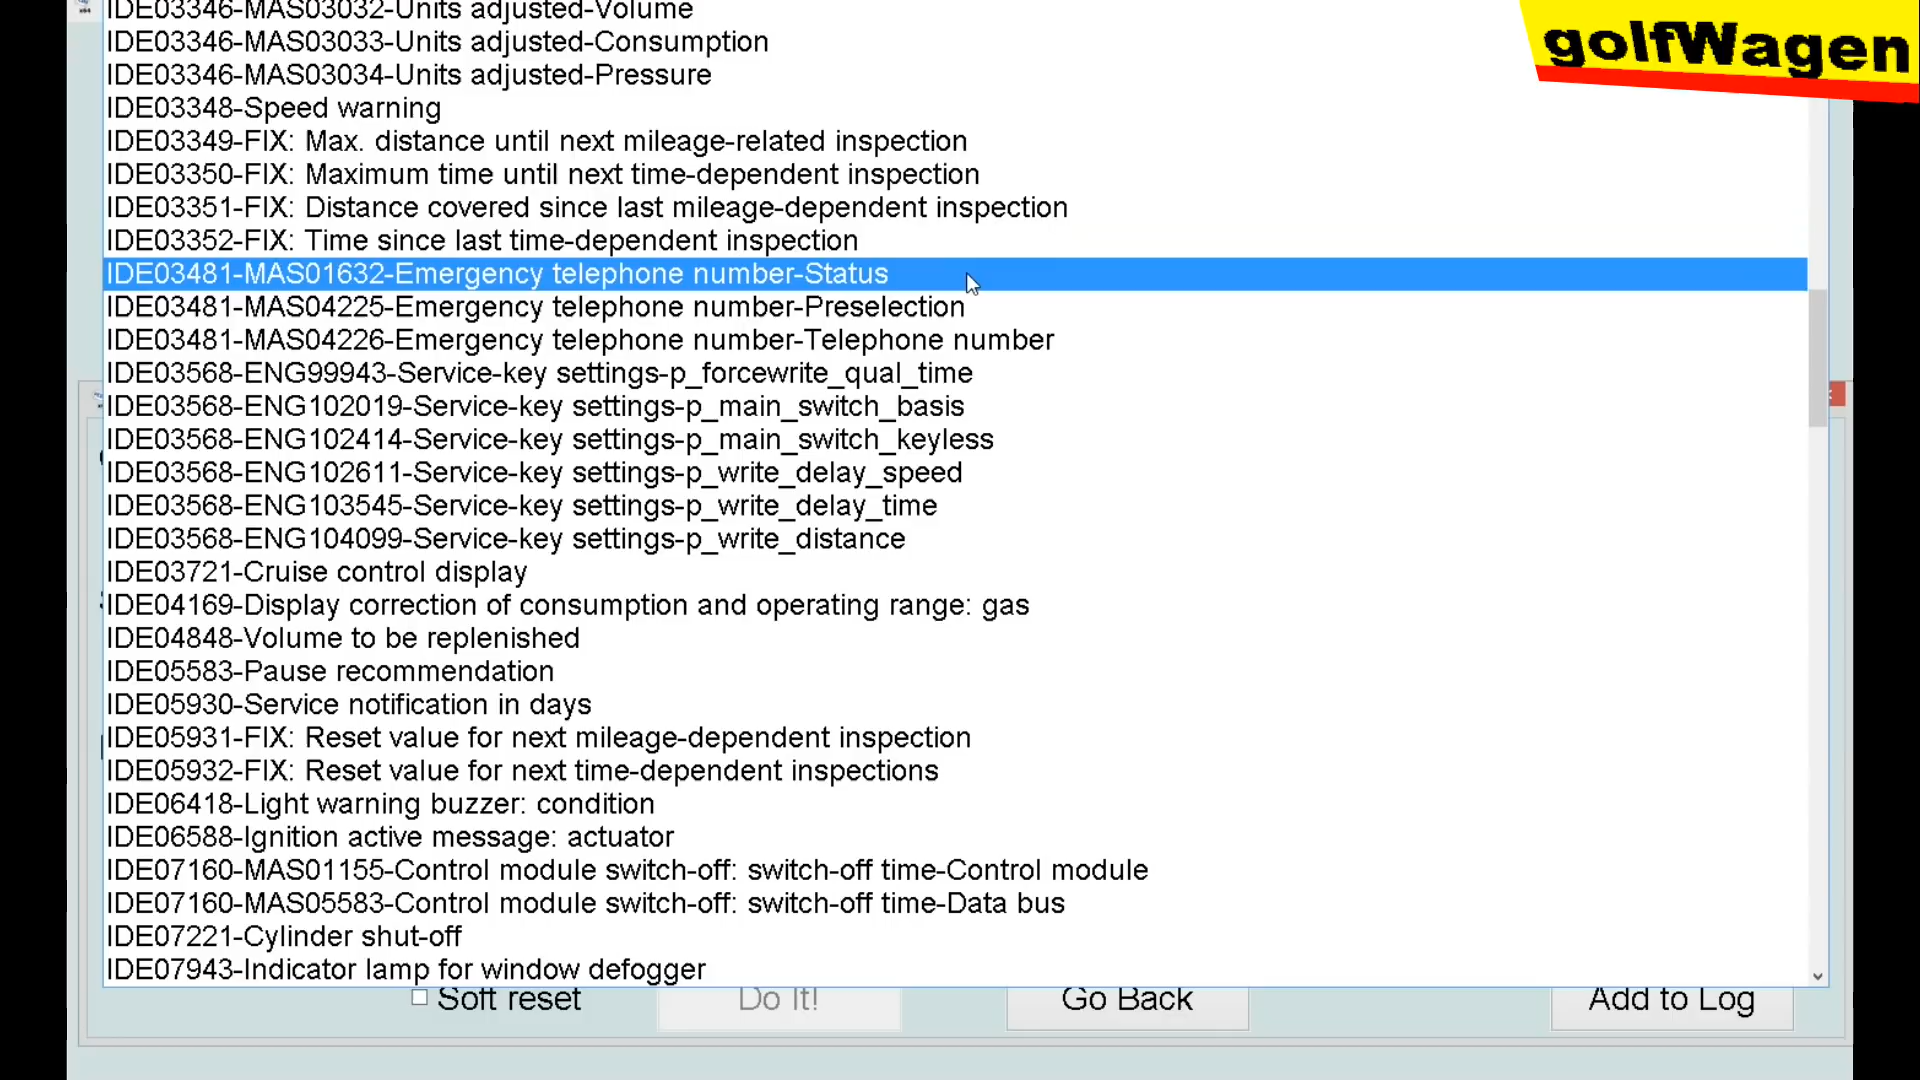 IDE03346-MAS03032-Units adjusted-Volume
IDE03346-MAS03033-Units adjusted-Consumption
IDE03346-MAS03034-Units adjusted-Pressure
IDE03348-Speed warning
IDE03349-FIX: Max. distance until next mileage-related inspection
IDE03350-FIX: Maximum time until next time-dependent inspection
IDE03351-FIX: Distance covered since last mileage-dependent inspection
IDE03352-FIX: Time since last time-dependent inspection
IDE03481-MAS01632-Emergency telephone number-Status
IDE03481-MAS04225-Emergency telephone number-Preselection
IDE03481-MAS04226-Emergency telephone number-Telephone number
IDE03568-ENG99943-Service-key settings-p_forcewrite_qual_time
IDE03568-ENG102019-Service-key settings-p_main_switch_basis
IDE03568-ENG102414-Service-key settings-p_main_switch_keyless
IDE03568-ENG102611-Service-key settings-p_write_delay_speed
IDE03568-ENG103545-Service-key settings-p_write_delay_time
IDE03568-ENG104099-Service-key settings-p_write_distance
IDE03721-Cruise control display
IDE04169-Display correction of consumption and operating range: gas
IDE04848-Volume to be replenished
IDE05583-Pause recommendation
IDE05930-Service notification in days
IDE05931-FIX: Reset value for next mileage-dependent inspection
IDE05932-FIX: Reset value for next time-dependent inspections
IDE06418-Light warning buzzer: condition
IDE06588-Ignition active message: actuator
IDE07160-MAS01155-Control module switch-off: switch-off time-Control module
IDE07160-MAS05583-Control module switch-off: switch-off time-Data bus
IDE07221-Cylinder shut-off
IDE07943-Indicator lamp for window defogger
Soft reset Do It! Go Back Add to Log
golfWagen